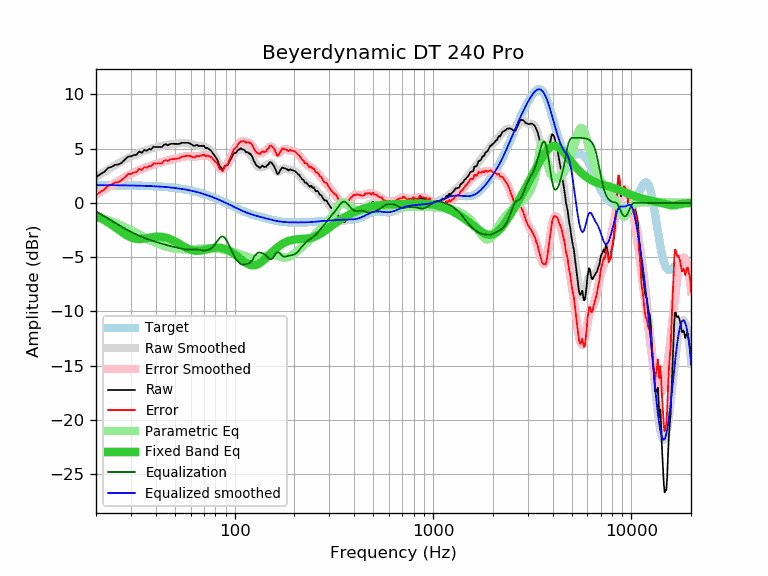 Beyerdynamic DT 240 Pro
Amplitude (dBr)
10
5
0
−5
−10
−15
−20
−25
Target
Raw Smoothed
Error Smoothed
Raw
Error
Parametric Eq
Fixed Band Eq
Equalization
Equalized smoothed
100
1000
10000
Frequency (Hz)